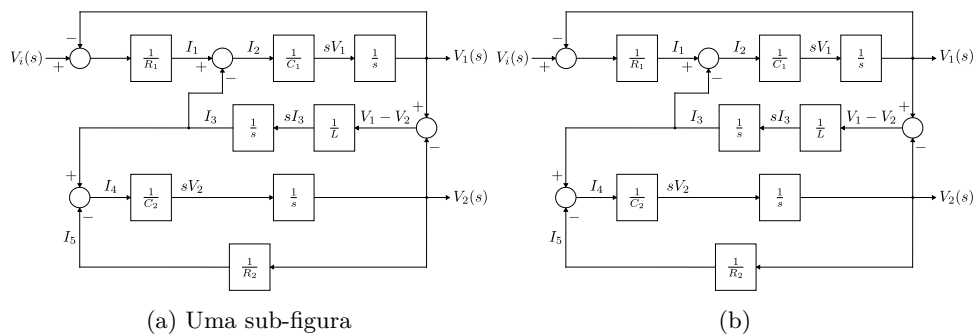 −
V_i(s) + 1/R_1 I_1 + − I_2 1/C_1 sV_1 1/s V_1(s)
I_3 1/s sI_3 1/L V_1 − V_2 + −
+ − I_4 1/C_2 sV_2 1/s V_2(s)
I_5 1/R_2
(a) Uma sub-figura
−
V_i(s) + 1/R_1 I_1 + − I_2 1/C_1 sV_1 1/s V_1(s)
I_3 1/s sI_3 1/L V_1 − V_2 + −
+ − I_4 1/C_2 sV_2 1/s V_2(s)
I_5 1/R_2
(b)